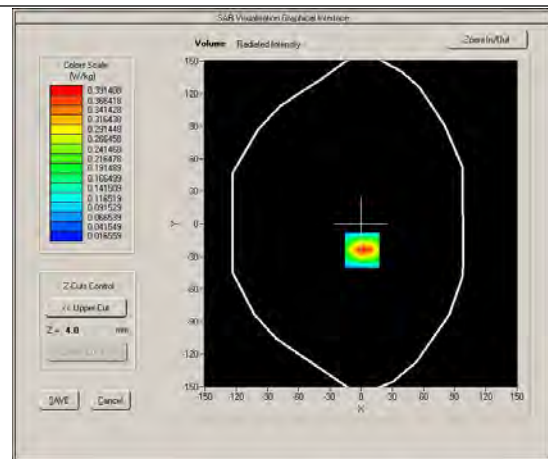 SAR Visualisation Graphical Interface
Volume Radiated Intensity
Zoom In/Out
Colors Scale
(W/kg)
0.391408
0.366418
0.341428
0.316438
0.291448
0.266458
0.241468
0.216478
0.191489
0.166499
0.141509
0.116519
0.091529
0.066539
0.041549
0.016559
Z-Cuts Control
<< Upper Cut
Z = 4.0 mm
SAVE Cancel
150
120
90
60
30
0
-30
-60
-90
-120
-150
Y
-150 -120 -90 -60 -30 0 30 60 90 120 150
X